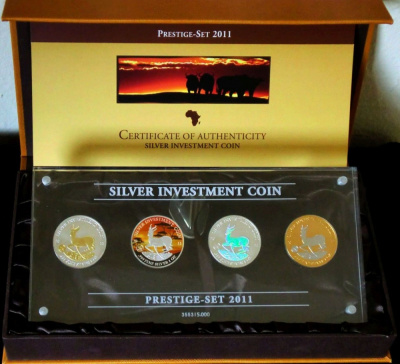 PRESTIGE-SET 2011
CERTIFICATE OF AUTHENTICITY
SILVER INVESTMENT COIN
SILVER INVESTMENT COIN
PRESTIGE-SET 2011